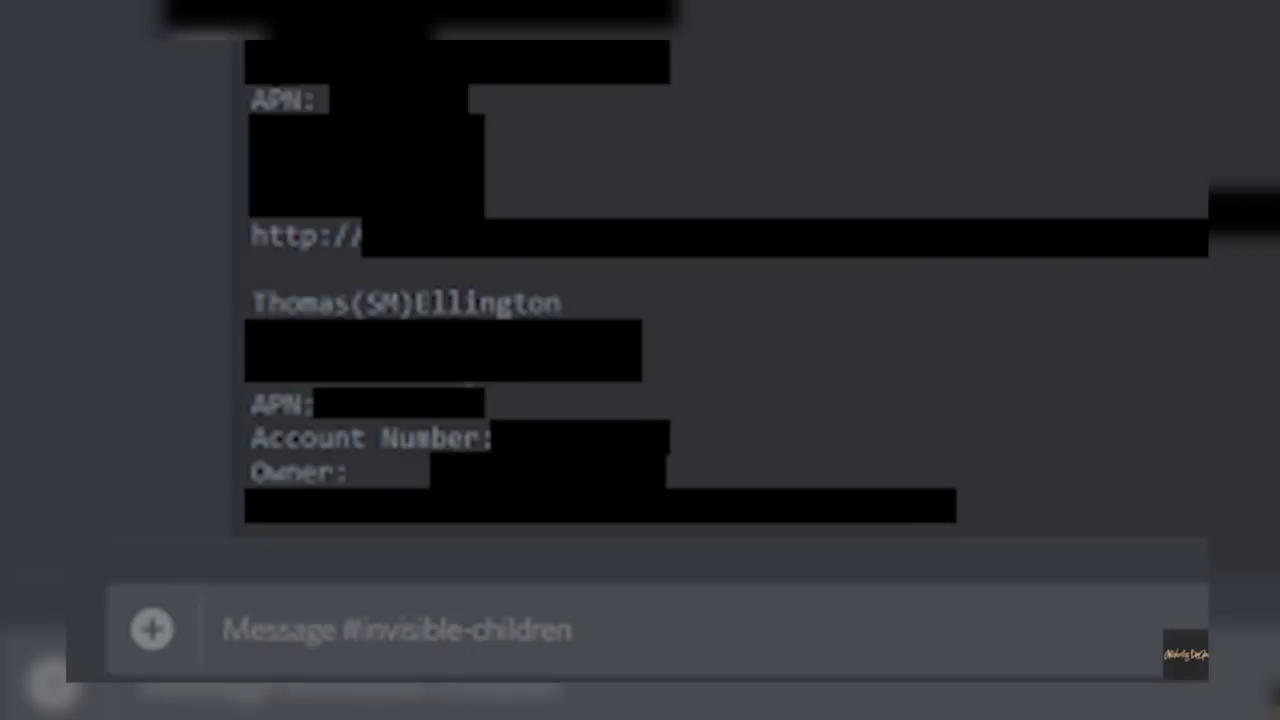 APN:
http://
Thomas(SM)Ellington
APN:
Account Number:
Owner:
Message #invisible-children